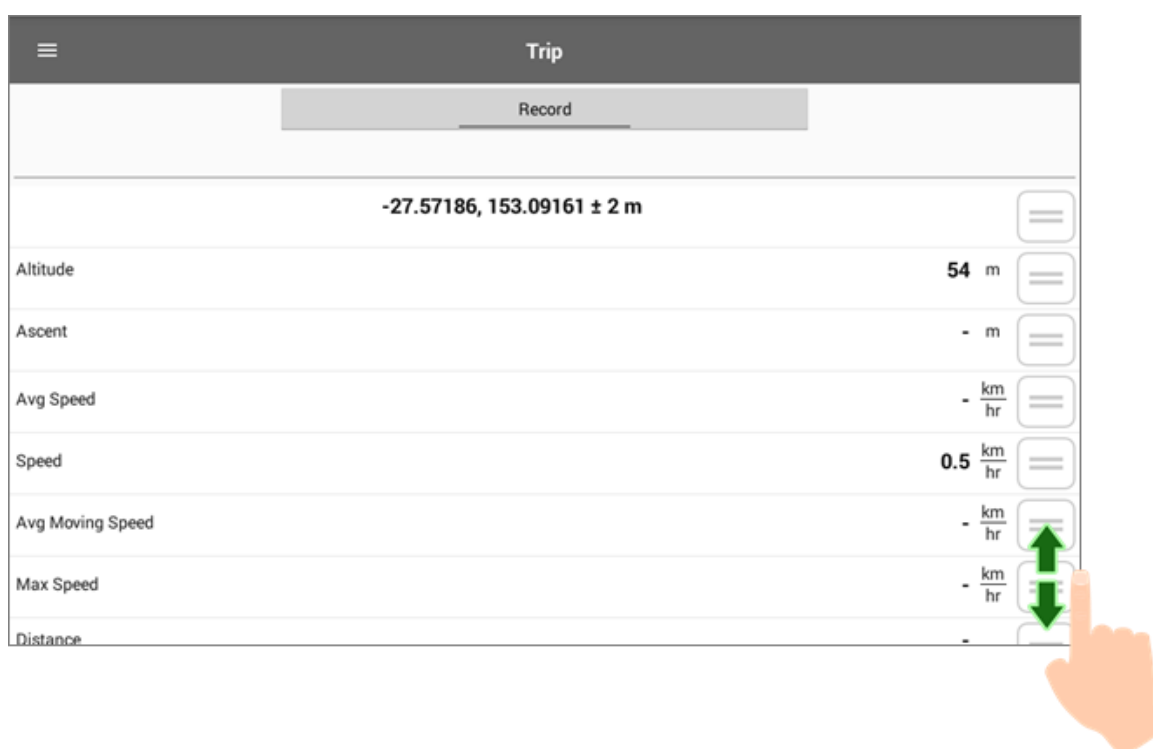 Trip
Record
-27.57186, 153.09161 ± 2 m
Altitude 54 m
Ascent - m
Avg Speed - km/hr
Speed 0.5 km/hr
Avg Moving Speed - km/hr
Max Speed - km/hr
Distance -